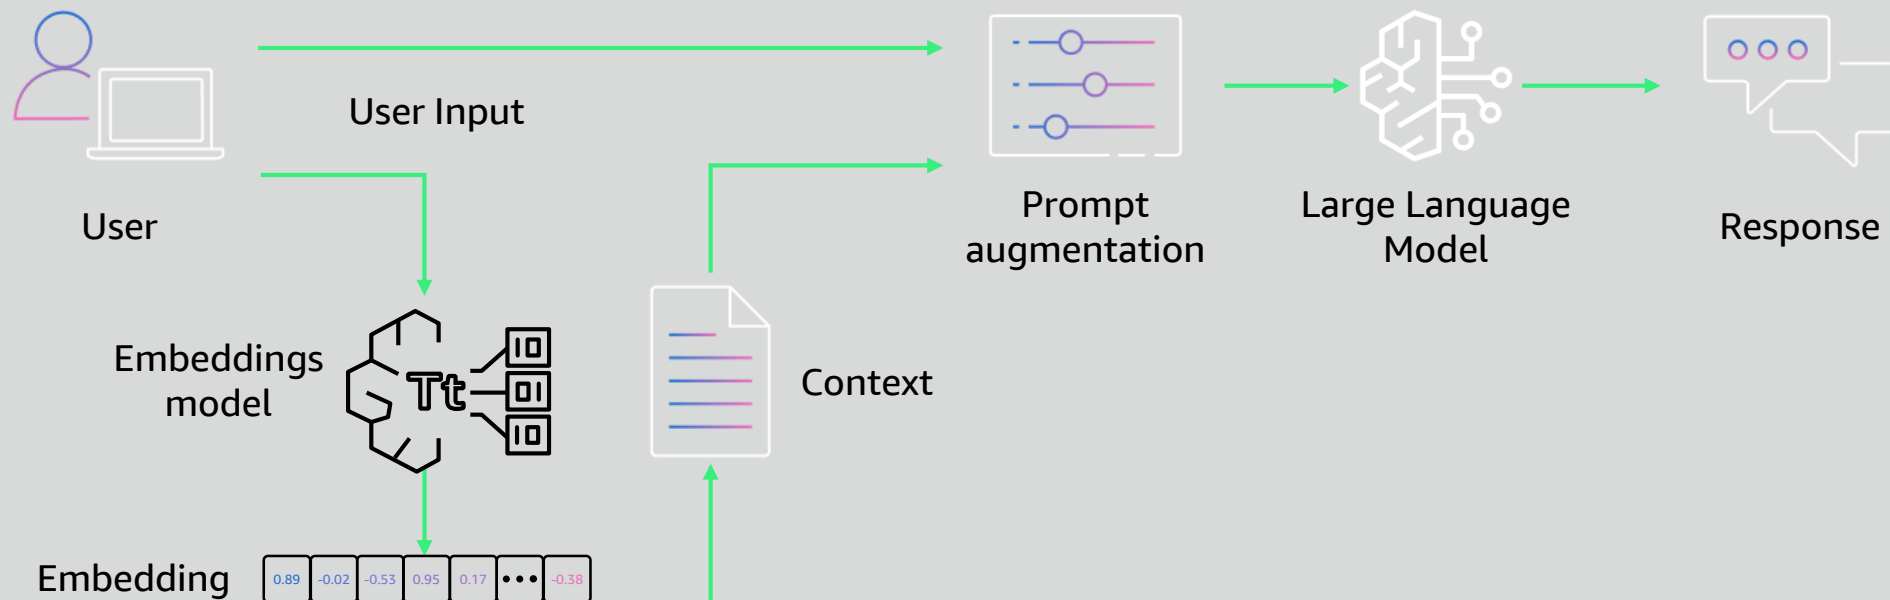 User Input
User
Prompt
augmentation
Large Language
Model
Response
Embeddings
model
Tt
10
01
10
Context
Embedding
0.89 -0.02 -0.53 0.95 0.17 ••• -0.38